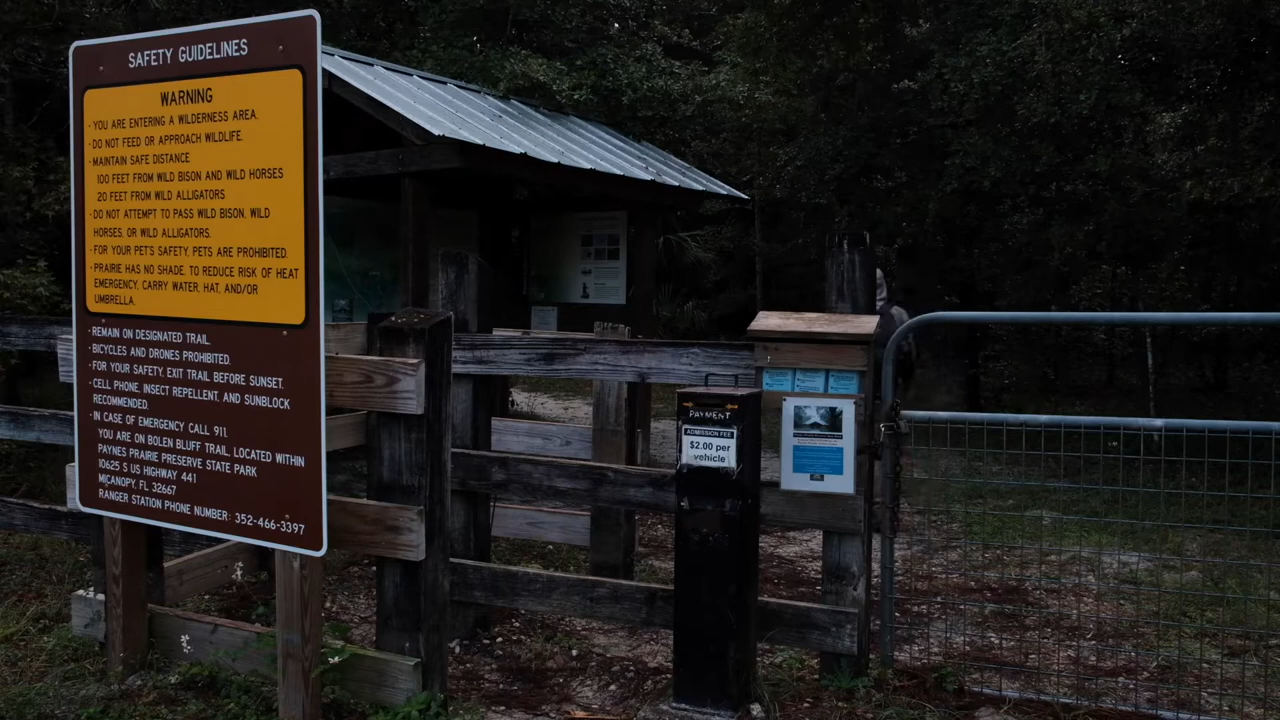 SAFETY GUIDELINES
WARNING
- YOU ARE ENTERING A WILDERNESS AREA.
- DO NOT FEED OR APPROACH WILDLIFE.
- MAINTAIN SAFE DISTANCE
100 FEET FROM WILD BISON AND WILD HORSES
20 FEET FROM WILD ALLIGATORS
- DO NOT ATTEMPT TO PASS WILD BISON, WILD
HORSES, OR WILD ALLIGATORS.
- FOR YOUR PET'S SAFETY, PETS ARE PROHIBITED.
- PRAIRIE HAS NO SHADE. TO REDUCE RISK OF HEAT
EMERGENCY, CARRY WATER, HAT, AND/OR
UMBRELLA.
- REMAIN ON DESIGNATED TRAIL.
- BICYCLES AND DRONES PROHIBITED.
- FOR YOUR SAFETY, EXIT TRAIL BEFORE SUNSET.
- CELL PHONE, INSECT REPELLENT, AND SUNBLOCK
RECOMMENDED.
- IN CASE OF EMERGENCY CALL 911.
YOU ARE ON BOLEN BLUFF TRAIL, LOCATED WITHIN
PAYNES PRAIRIE PRESERVE STATE PARK
10625 S US HIGHWAY 441
MICANOPY, FL 32667
RANGER STATION PHONE NUMBER: 352-466-3397
PAYMENT
ADMISSION FEE
$2.00 per
vehicle